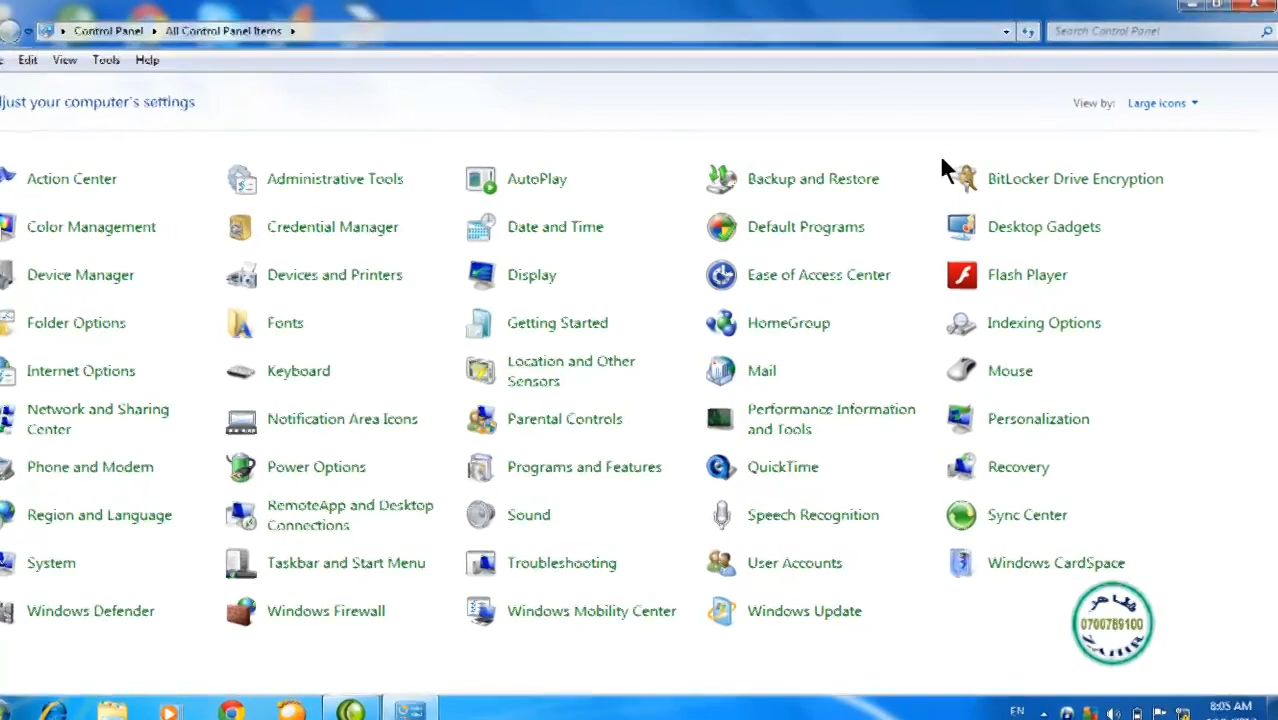 Control Panel
All Control Panel Items
Search Control Panel
Edit
View
Tools
Help
just your computer's settings
View by:
Large icons
Action Center
Administrative Tools
AutoPlay
Backup and Restore
BitLocker Drive Encryption
Color Management
Credential Manager
Date and Time
Default Programs
Desktop Gadgets
Device Manager
Devices and Printers
Display
Ease of Access Center
Flash Player
Folder Options
Fonts
Getting Started
HomeGroup
Indexing Options
Internet Options
Keyboard
Location and Other
Sensors
Mail
Mouse
Network and Sharing
Center
Notification Area Icons
Parental Controls
Performance Information
and Tools
Personalization
Phone and Modem
Power Options
Programs and Features
QuickTime
Recovery
Region and Language
RemoteApp and Desktop
Connections
Sound
Speech Recognition
Sync Center
System
Taskbar and Start Menu
Troubleshooting
User Accounts
Windows CardSpace
Windows Defender
Windows Firewall
Windows Mobility Center
Windows Update
ظاهر
0700789100
ZAHIR
EN
8:05 AM